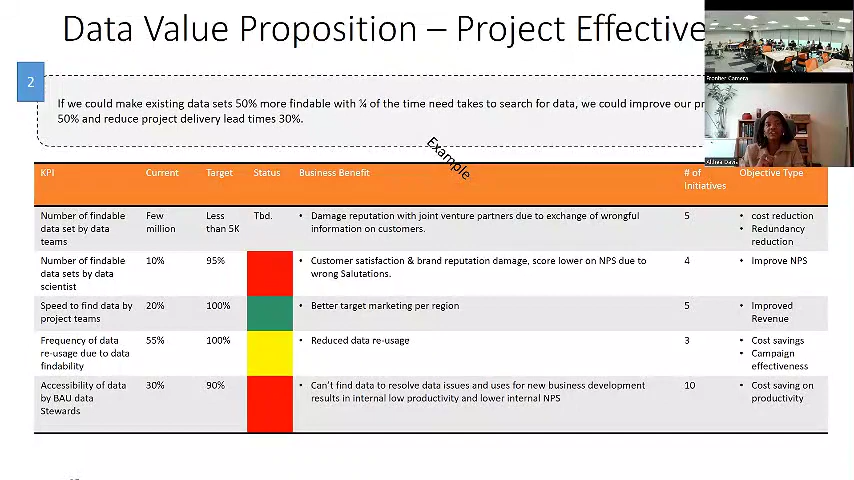 Data Value Proposition – Project Effective
Frontier Camera
2
If we could make existing data sets 50% more findable with ¼ of the time need takes to search for data, we could improve our pr
50% and reduce project delivery lead times 30%.
Example
KPI Current Target Status Business Benefit # of Initiatives Objective Type
Number of findable data set by data teams
Few million
Less than 5K
Tbd.
• Damage reputation with joint venture partners due to exchange of wrongful
information on customers.
5
• cost reduction
• Redundancy
reduction
Number of findable data sets by data scientist
10%
95%
• Customer satisfaction & brand reputation damage, score lower on NPS due to
wrong Salutations.
4
• Improve NPS
Speed to find data by
project teams
20%
100%
• Better target marketing per region
5
• Improved
Revenue
Frequency of data
re-usage due to data
findability
55%
100%
• Reduced data re-usage
3
• Cost savings
• Campaign
effectiveness
Accessibility of data
by BAU data
Stewards
30%
90%
• Can't find data to resolve data issues and uses for new business development
results in internal low productivity and lower internal NPS
10
• Cost saving on
productivity